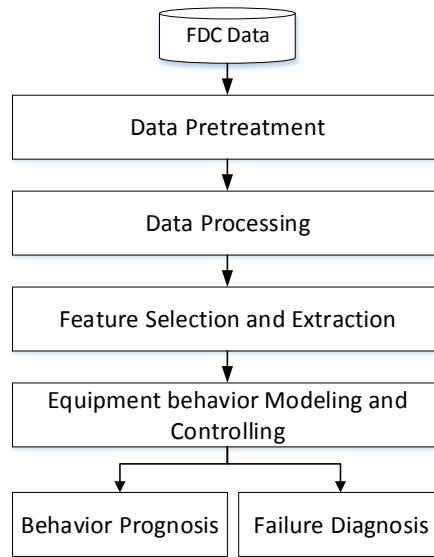 FDC Data
Data Pretreatment
Data Processing
Feature Selection and Extraction
Equipment behavior Modeling and
Controlling
Behavior Prognosis
Failure Diagnosis